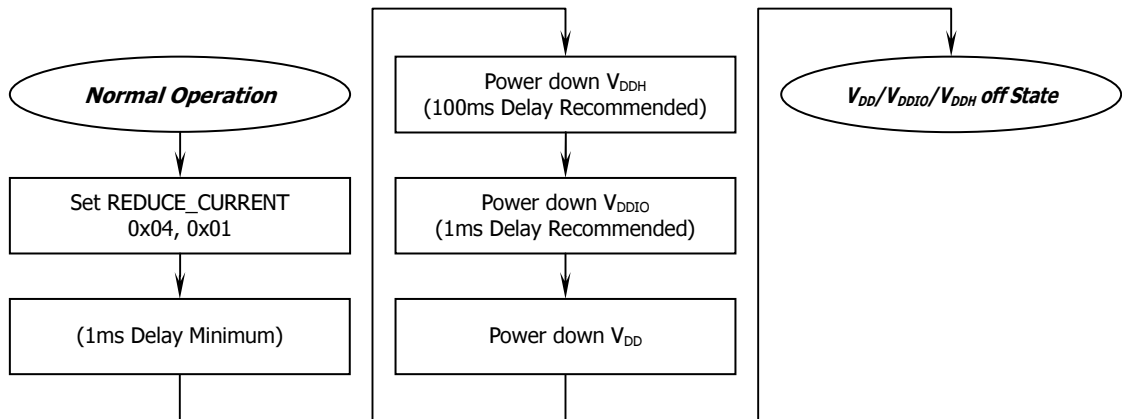 Normal Operation
Set REDUCE_CURRENT
0x04, 0x01
(1ms Delay Minimum)
Power down VDDH
(100ms Delay Recommended)
Power down VDDIO
(1ms Delay Recommended)
Power down VDD
VDD/VDDIO/VDDH off State